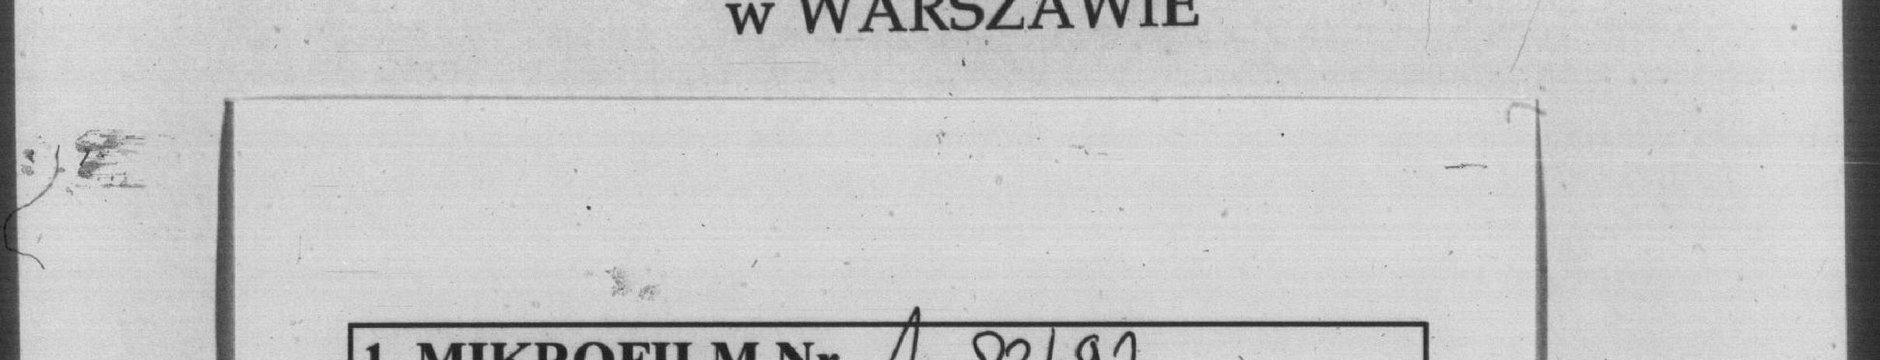 w WARSZAWIE
1. MIKROFILM Nr